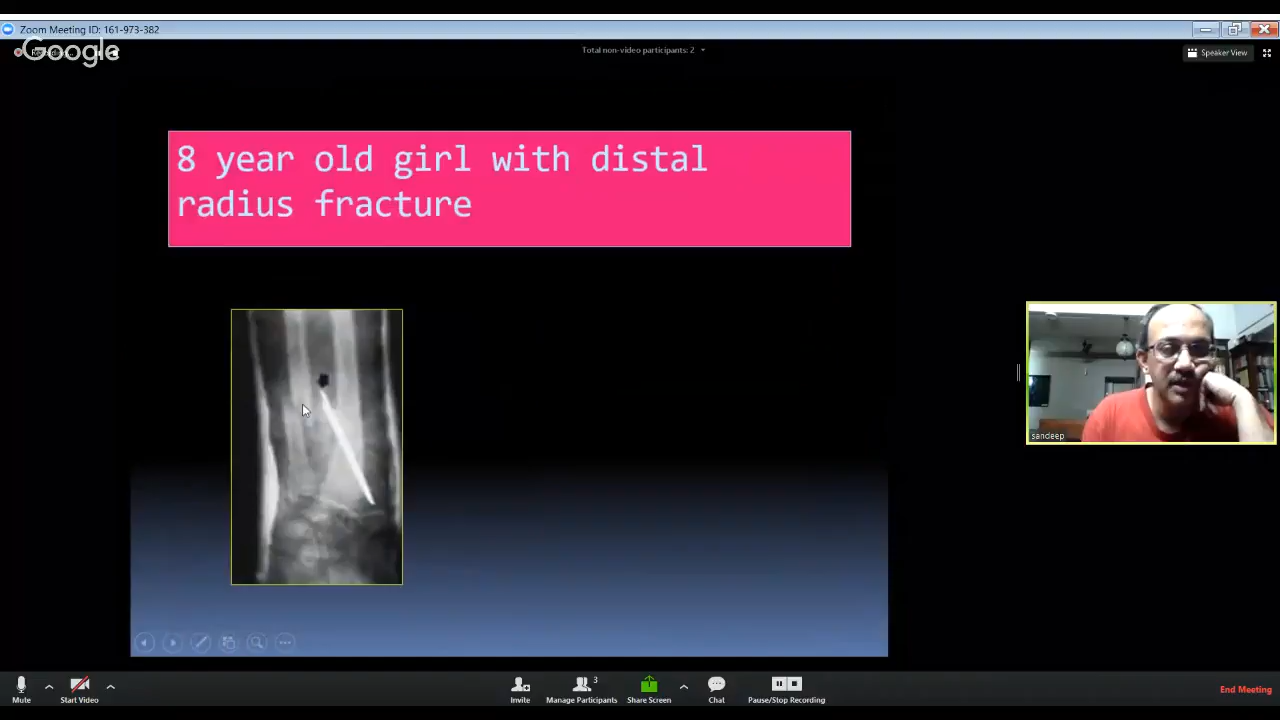 Zoom Meeting ID: 161-973-382
Google
Total non-video participants: 2
Speaker View
8 year old girl with distal
radius fracture
sandeep
Mute
Start Video
Invite
3
Manage Participants
Share Screen
Chat
Pause/Stop Recording
End Meeting